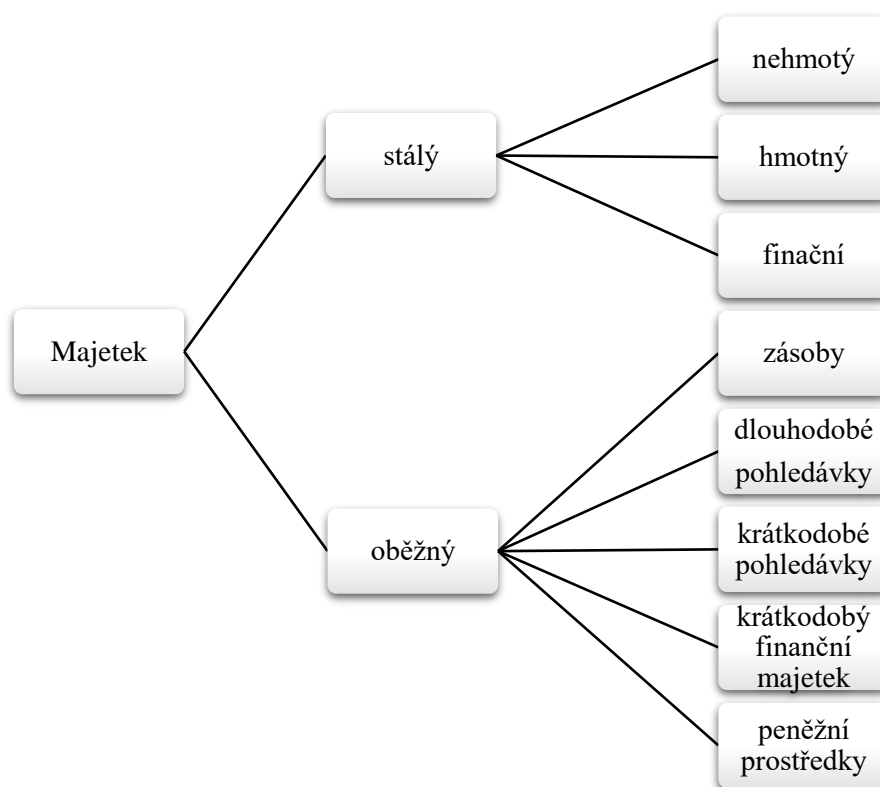 nehmotý
stálý
hmotný
finační
Majetek
zásoby
dlouhodobé
pohledávky
oběžný
krátkodobé
pohledávky
krátkodobý
finanční
majetek
peněžní
prostředky